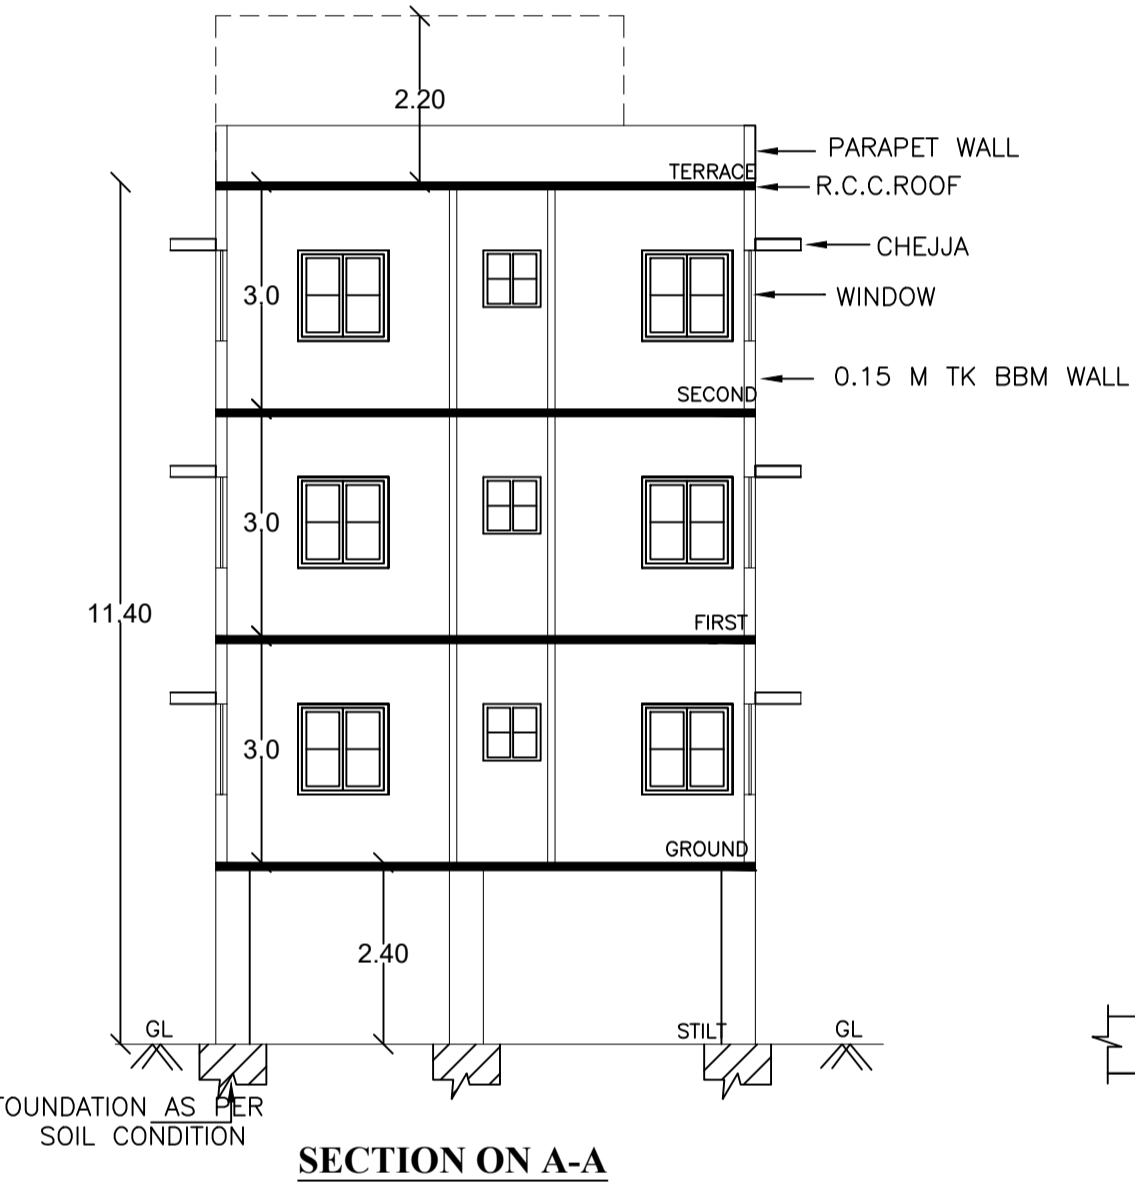 2.20
PARAPET WALL
TERRACE
R.C.C.ROOF
CHEJJA
3.0
WINDOW
0.15 M TK BBM WALL
SECOND
3.0
11.40
FIRST
3.0
GROUND
2.40
GL
STILT
GL
FOUNDATION AS PER
SOIL CONDITION
SECTION ON A-A